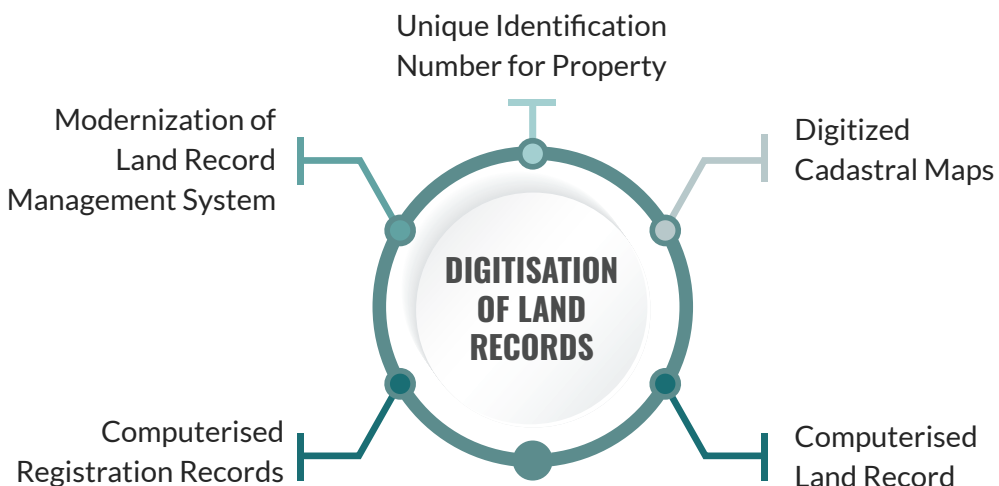 Unique Identification
Number for Property
Modernization of
Land Record
Management System
Digitized
Cadastral Maps
DIGITISATION
OF LAND
RECORDS
Computerised
Registration Records
Computerised
Land Record